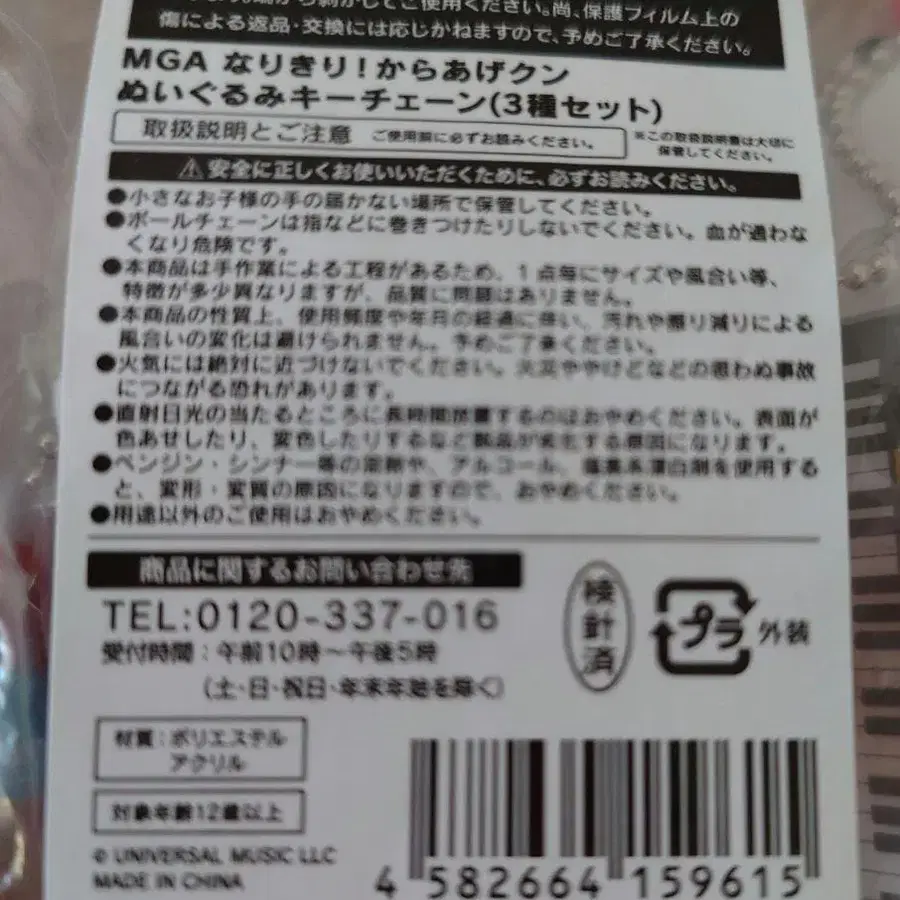 から剥がしてご使用ください。尚、保護フィルム上の
傷による返品・交換には応じかねますので、予めご了承ください。
MGA なりきり！からあげクン
ぬいぐるみキーチェーン(3種セット)
取扱説明とご注意 ご使用前に必ずお読みください。
※この取扱説明書は大切に
保管してください。
⚠安全に正しくお使いいただくために、必ずお読みください。
●小さなお子様の手の届かない場所で保管してください。
●ボールチェーンは指などに巻きつけたりしないでください。血が通わな
くなり危険です。
●本商品は手作業による工程があるため、1点毎にサイズや風合い等、
特徴が多少異なりますが、品質に問題はありません。
●本商品の性質上、使用頻度や年月の経過に伴い、汚れや擦り減りによる
風合いの変化は避けられません。予めご了承ください。
●火気には絶対に近づけないでください。火災ややけどなどの思わぬ事故
につながる恐れがあります。
●直射日光の当たるところに長時間放置するのはおやめください。表面が
色あせしたり、変色したりするなど製品が劣化する原因になります。
●ベンジン・シンナー等の溶剤や、アルコール、塩素系漂白剤を使用する
と、変形・変質の原因になりますので、おやめください。
●用途以外のご使用はおやめください。
商品に関するお問い合わせ先
TEL:0120-337-016
受付時間：午前10時～午後5時
(土・日・祝日・年末年始を除く)
検針済
プラ 外装
材質：ポリエステル
アクリル
対象年齢12歳以上
© UNIVERSAL MUSIC LLC
MADE IN CHINA
4 582664 159615